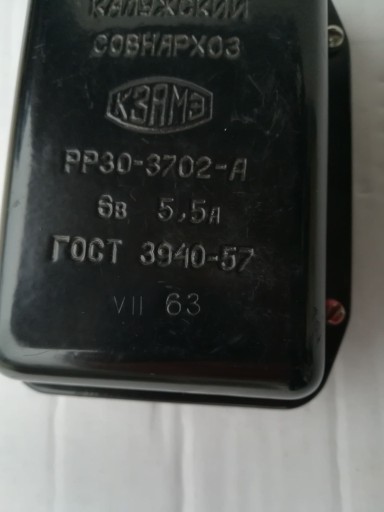 КАЛУЖСКИЙ
СОВНАРХОЗ
КЗАМЭ
РР30-3702-А
6в 5,5а
ГОСТ 3940-57
VII 63